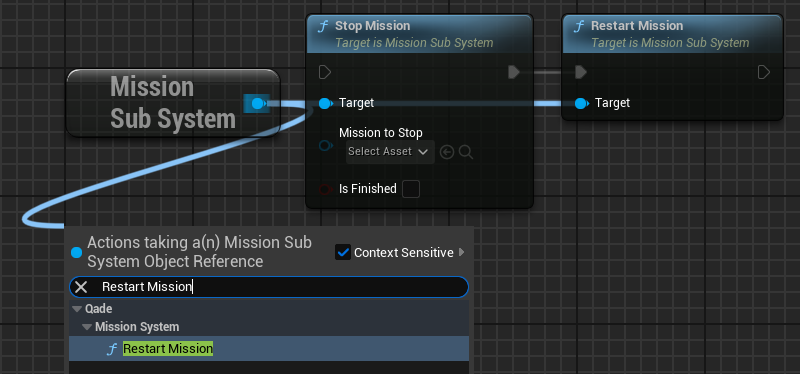 Stop Mission
Target is Mission Sub System
Restart Mission
Target is Mission Sub System
Mission
Sub System
Target
Target
Mission to Stop
Select Asset
Is Finished
Actions taking a(n) Mission Sub
System Object Reference
Context Sensitive
Restart Mission
Qade
Mission System
f Restart Mission